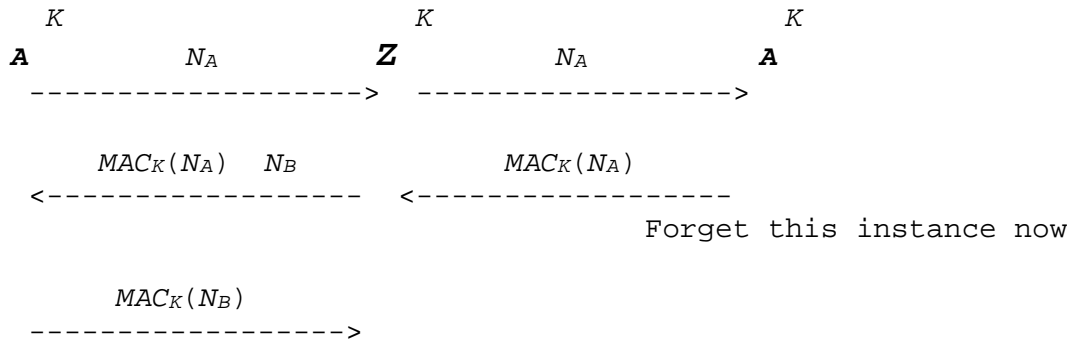 K K K
A N_A Z N_A A
-------------------> ------------------>
MAC_K(N_A) N_B MAC_K(N_A)
<------------------- <-------------------
Forget this instance now
MAC_K(N_B)
------------------>